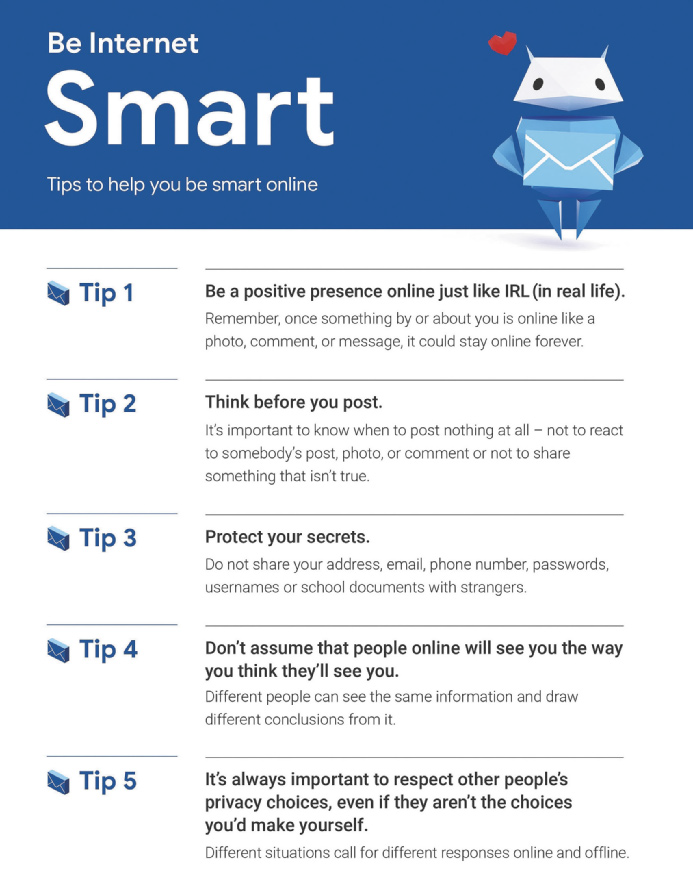 Be Internet
Smart
Tips to help you be smart online
Tip 1
Be a positive presence online just like IRL (in real life).
Remember, once something by or about you is online like a
photo, comment, or message, it could stay online forever.
Tip 2
Think before you post.
It’s important to know when to post nothing at all – not to react
to somebody’s post, photo, or comment or not to share
something that isn’t true.
Tip 3
Protect your secrets.
Do not share your address, email, phone number, passwords,
usernames or school documents with strangers.
Tip 4
Don’t assume that people online will see you the way
you think they’ll see you.
Different people can see the same information and draw
different conclusions from it.
Tip 5
It’s always important to respect other people’s
privacy choices, even if they aren’t the choices
you’d make yourself.
Different situations call for different responses online and offline.